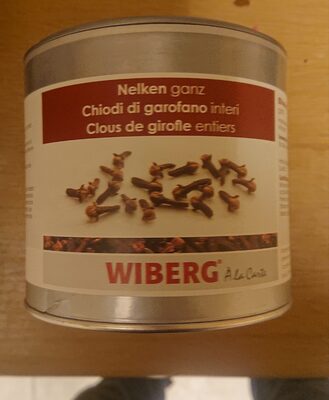 Nelken ganz
Chiodi di garofano interi
Clous de girofle entiers
WIBERG® À la Carte